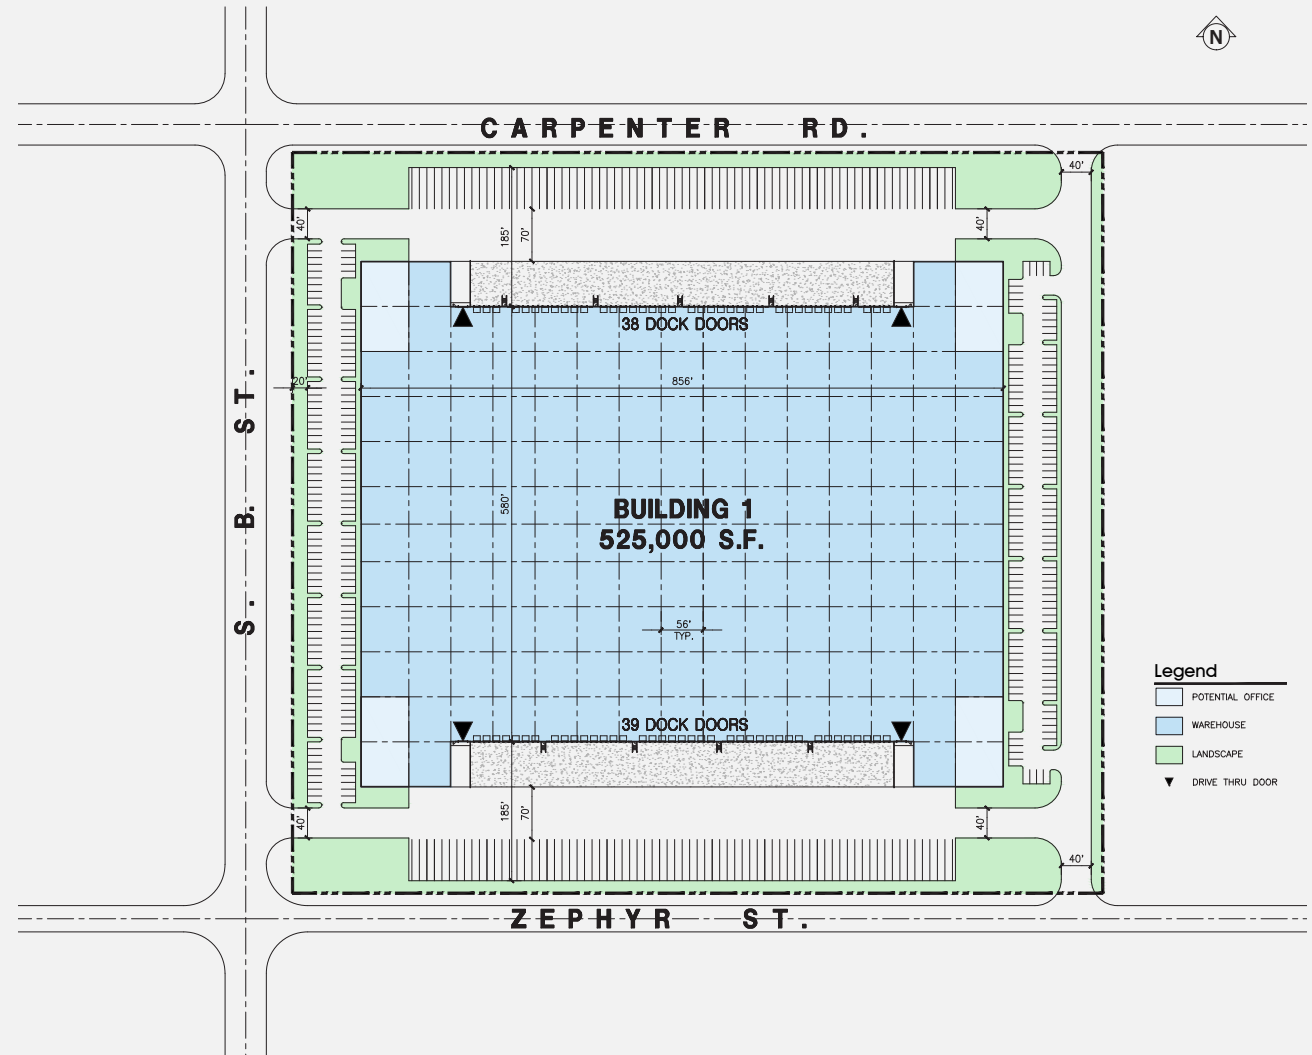 N
CARPENTER RD.
40'
40'
185'
70'
40'
38 DOCK DOORS
20'
856'
S. B. ST.
580'
BUILDING 1
525,000 S.F.
56'
TYP.
Legend
POTENTIAL OFFICE
WAREHOUSE
LANDSCAPE
DRIVE THRU DOOR
39 DOCK DOORS
40'
185'
70'
40'
40'
ZEPHYR ST.